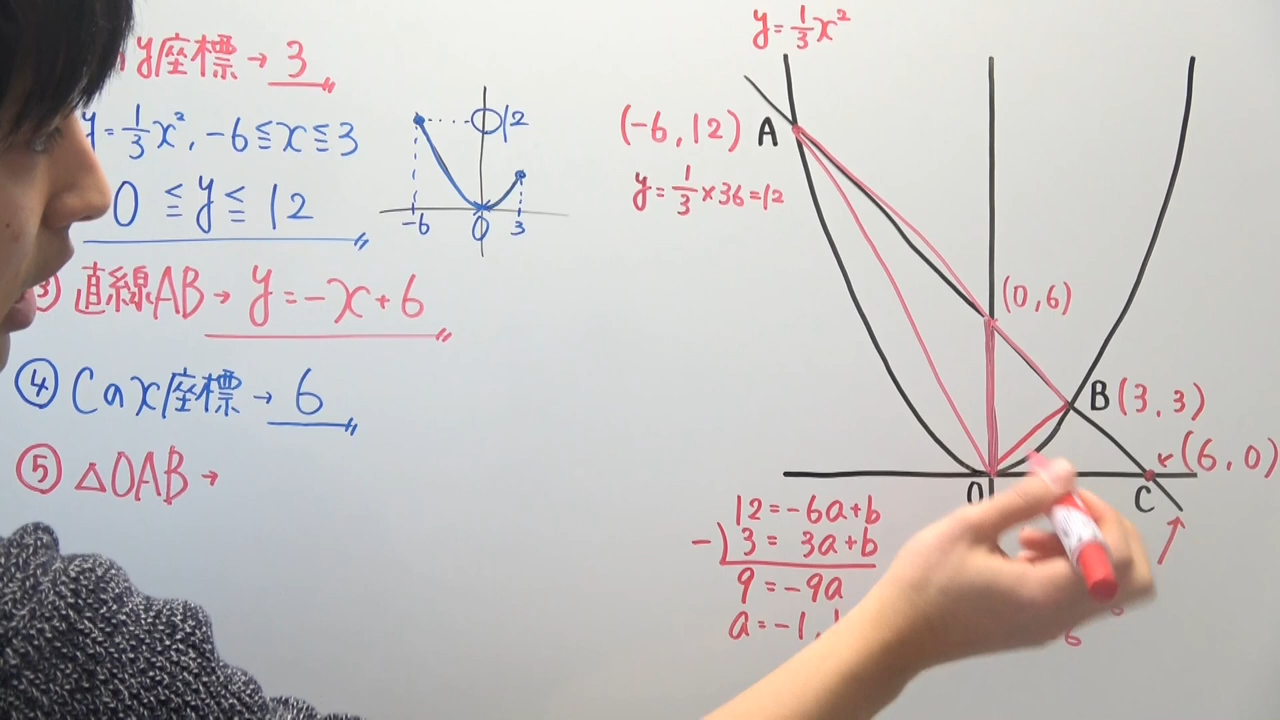 y座標→3
y=1/3x²,-6≦x≦3
0≦y≦12
③直線AB→y=-x+6
④Cのx座標→6
⑤△OAB→
12
-6
0
3
y=1/3x²
(-6,12)
A
y=1/3×36=12
(0,6)
B(3,3)
(6,0)
O
C
12=-6a+b
-)3=3a+b
9=-9a
a=-1,
6